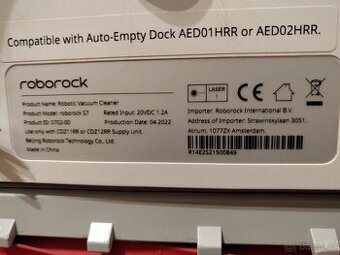 Compatible with Auto-Empty Dock AED01HRR or AED02HRR.
roborock
LASER
1
CE
Product Name: Robotic Vacuum Cleaner
Product Model: roborock S7 Rated Input: 20VDC 1.2A
Product ID: S702-00 Production Date: 04.2022
Use only with CDZ11RR or CDZ12RR Supply Unit.
Beijing Roborock Technology Co., Ltd.
Made in China
Importer: Roborock International B.V.
Importer Address: Strawinskylaan 3051,
Atrium, 1077ZX Amsterdam
R14E2S21500849